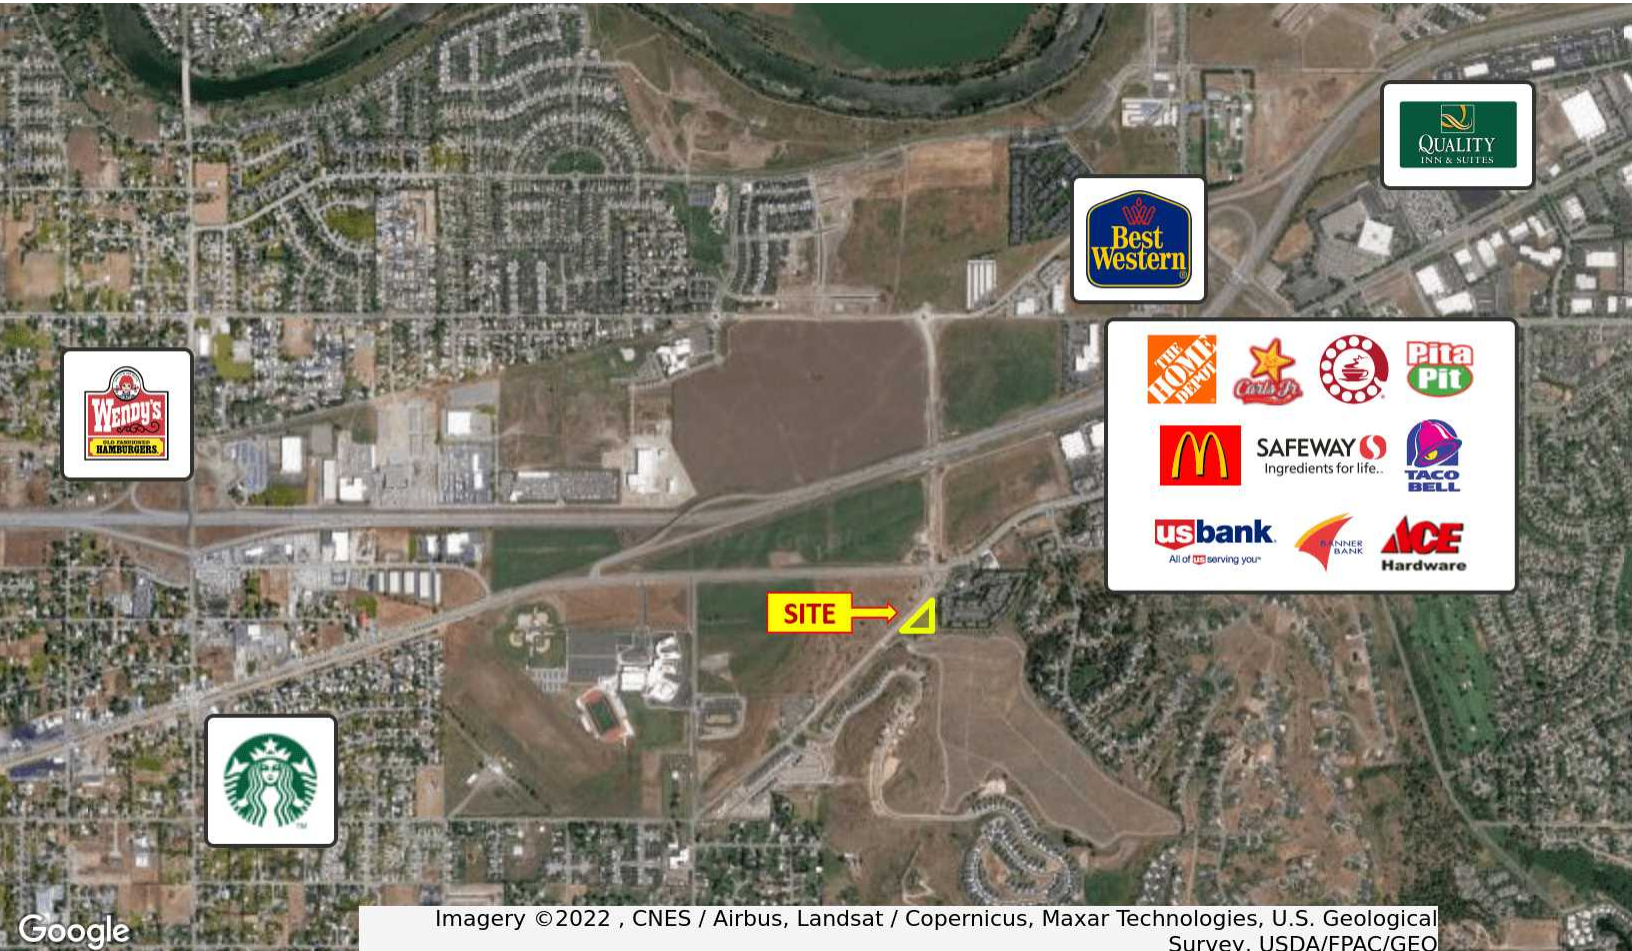 QUALITY
INN & SUITES
Best
Western
®
THE
HOME
DEPOT
Carl's Jr.
Pita
Pit
SAFEWAY
Ingredients for life..
TACO
BELL
usbank.
All of us serving you
BANNER
BANK
ACE
Hardware
WENDY'S
OLD FASHIONED
HAMBURGERS.
SITE
TM
Google
Imagery ©2022 , CNES / Airbus, Landsat / Copernicus, Maxar Technologies, U.S. Geological
Survey, USDA/FPAC/GEO